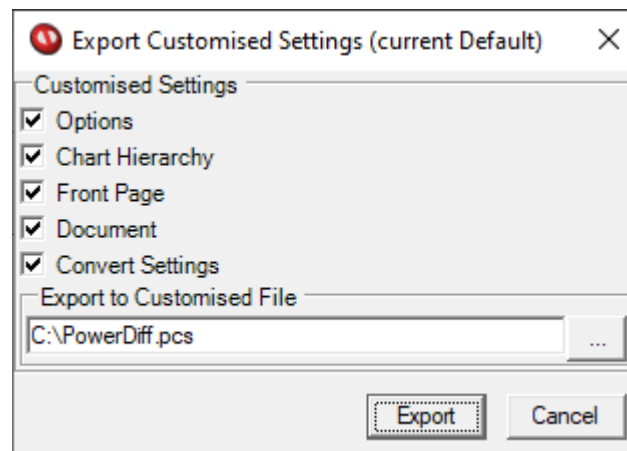 Export Customised Settings (current Default)
Customised Settings
Options
Chart Hierarchy
Front Page
Document
Convert Settings
Export to Customised File
C:\PowerDiff.pcs
...
Export Cancel